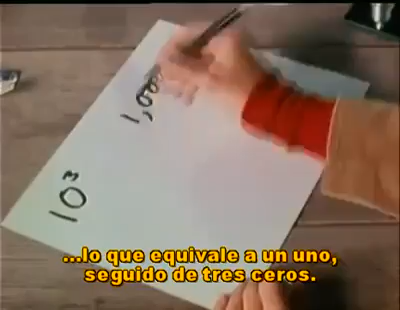 1,000
10³
...lo que equivale a un uno,
seguido de tres ceros.